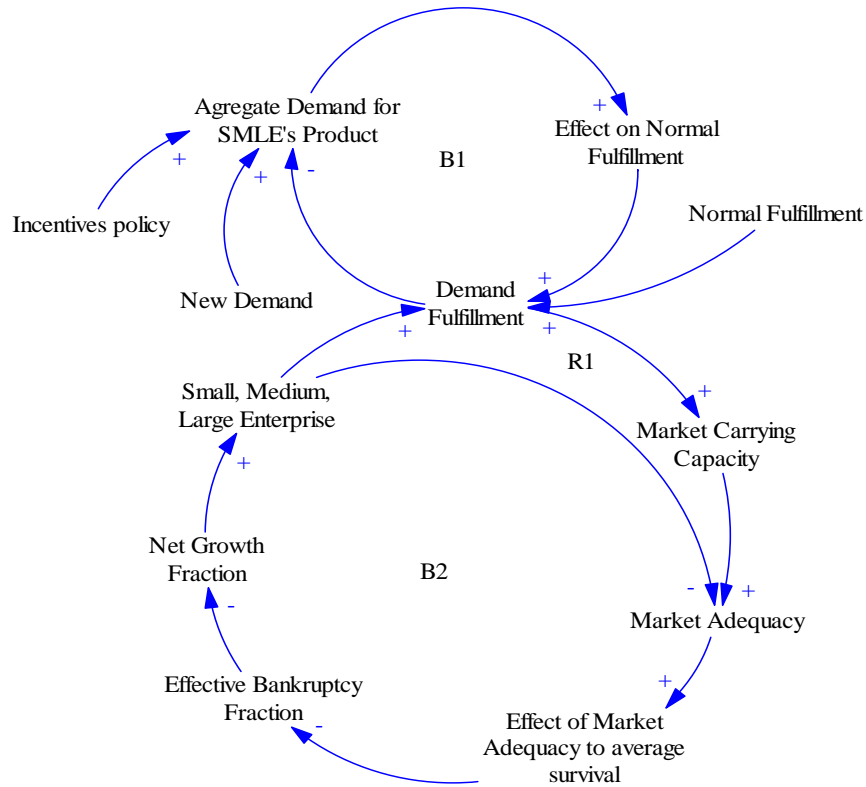 Agregate Demand for
SMLE's Product
+
Effect on Normal
Fulfillment
B1
+
+
-
Incentives policy
Normal Fulfillment
New Demand
+
Demand
Fulfillment
+
+
R1
Small, Medium,
Large Enterprise
+
Market Carrying
Capacity
+
Net Growth
Fraction
B2
-
-
+
Market Adequacy
Effective Bankruptcy
Fraction
+
-
Effect of Market
Adequacy to average
survival